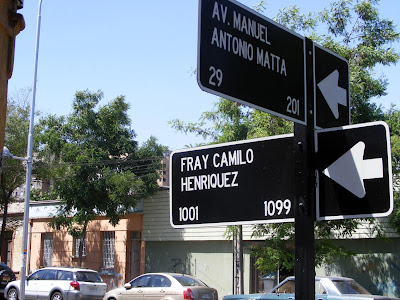 AV. MANUEL
ANTONIO MATTA
29 201
FRAY CAMILO
HENRIQUEZ
1001 1099